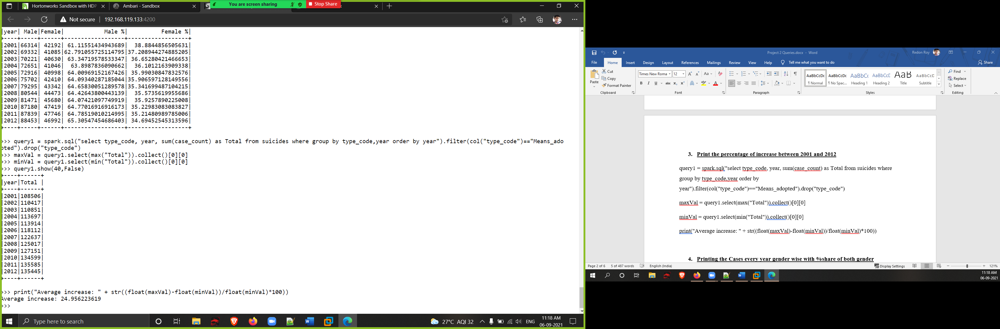 Hortonworks Sandbox with HDP
Ambari - Sandbox
You are screen sharing
Stop Share
Not secure
192.168.119.133:4200
|year| Male|Female|            Male %|          Female %|
+----+-----+------+------------------+------------------+
|2001|66314| 42192| 61.11551434943689|  38.8844856505631|
|2002|69332| 41085|62.791055725114795|37.208944274885205|
|2003|70221| 40630| 63.34719578533347| 36.65280421466653|
|2004|72651| 41046|  63.8987836090662|  36.1012163909338|
|2005|72916| 40998| 64.00969152167426| 35.99030847832576|
|2006|75702| 42410| 64.09340287185044|35.906597128149556|
|2007|79295| 43342| 64.65830051289578|35.341699487104215|
|2008|80544| 44473| 64.42643800443139|  35.5735619955686|
|2009|81471| 45680| 64.07421097749919|  35.9257890225008|
|2010|87180| 47419| 64.77016916916173| 35.22983083083827|
|2011|87839| 47746| 64.78519010214995| 35.21480989785006|
|2012|88453| 46992| 65.30547454686403| 34.69452545313596|
+----+-----+------+------------------+------------------+
>>> query1 = spark.sql("select type_code, year, sum(case_count) as Total from suicides where group by type_code,year order by year").filter(col("type_code")=="Means_ado
pted").drop("type_code")
>>> maxVal = query1.select(max("Total")).collect()[0][0]
>>> minVal = query1.select(min("Total")).collect()[0][0]
>>> query1.show(40,False)
+----+------+
|year|Total |
+----+------+
|2001|108506|
|2002|110417|
|2003|110851|
|2004|113697|
|2005|113914|
|2006|118112|
|2007|122637|
|2008|125017|
|2009|127151|
|2010|134599|
|2011|135585|
|2012|135445|
+----+------+
>>> print("Average increase: " + str((float(maxVal)-float(minVal))/float(minVal)*100))
Average increase: 24.956223619
>>>
Type here to search
27°C AQI 32
ENG
11:18 AM
06-09-2021
Project 2 Queries.docx - Word
Redon Roy
File Home Insert Design Layout References Mailings Review View Help Tell me what you want to do
Share
Paste
Cut
Copy
Format Painter
Clipboard
Times New Roma 12
Font
Paragraph
AaBbCcDc AaBbCcDc AaBbCc AaBbCcE AaB AaBbCcD
¶ Normal ¶ No Spac... Heading 1 Heading 2 Title Subtitle
Styles
Find
Replace
Select
Editing
3. Print the percentage of increase between 2001 and 2012
query1 = spark.sql("select type_code, year, sum(case_count) as Total from suicides where
group by type_code,year order by
year").filter(col("type_code")=="Means_adopted").drop("type_code")
maxVal = query1.select(max("Total")).collect()[0][0]
minVal = query1.select(min("Total")).collect()[0][0]
print("Average increase: " + str((float(maxVal)-float(minVal))/float(minVal)*100))
4. Printing the Cases every year gender wise with %share of both gender
Page 2 of 6 5 of 487 words English (India)
Display Settings
121%
11:18 AM
06-09-2021